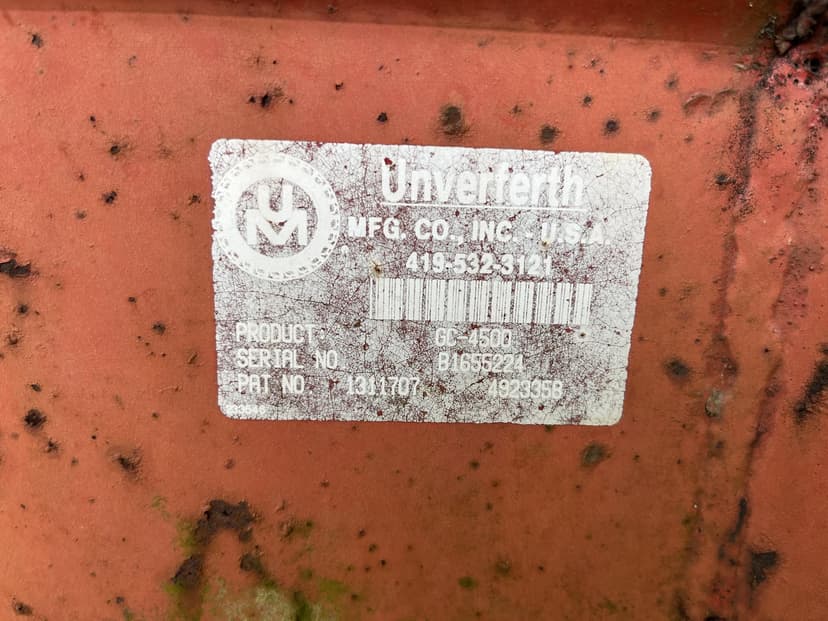 UM
Unverferth
MFG. CO., INC. - U.S.A.
419-532-3121
PRODUCT GC-4500
SERIAL NO. B1655224
PAT NO. 1311707 4923358